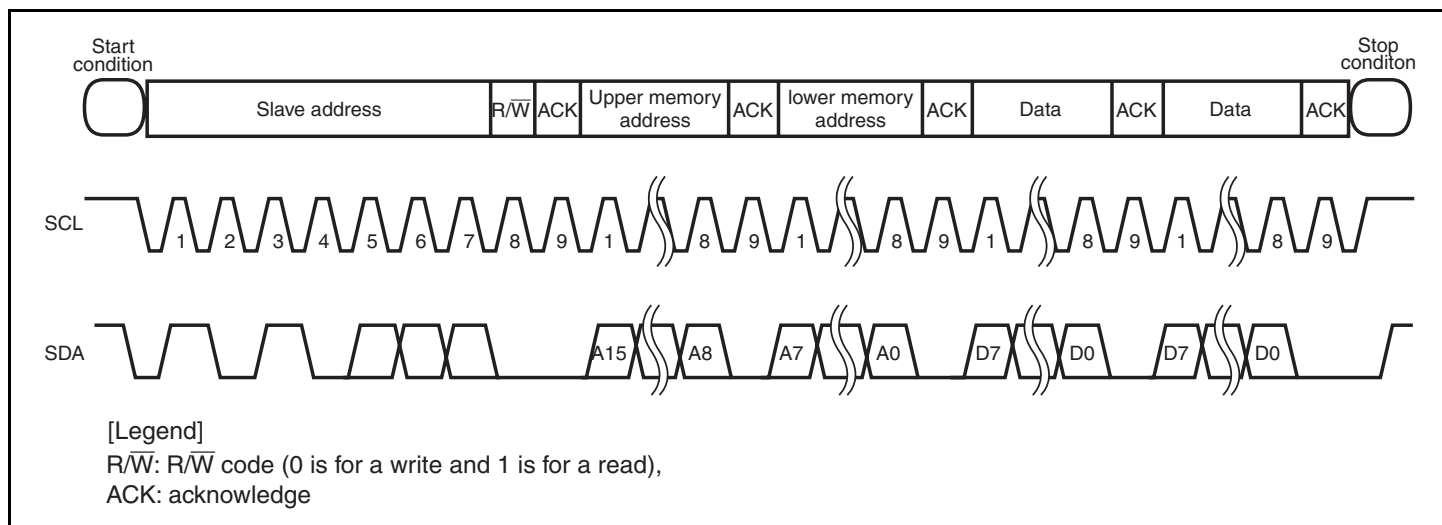 Start
condition
Stop
conditon
Slave address R/W̅ ACK Upper memory
address ACK lower memory
address ACK Data ACK Data ACK
SCL 1 2 3 4 5 6 7 8 9 1 8 9 1 8 9 1 8 9 1 8 9
SDA A15 A8 A7 A0 D7 D0 D7 D0
[Legend]
R/W̅: R/W̅ code (0 is for a write and 1 is for a read),
ACK: acknowledge